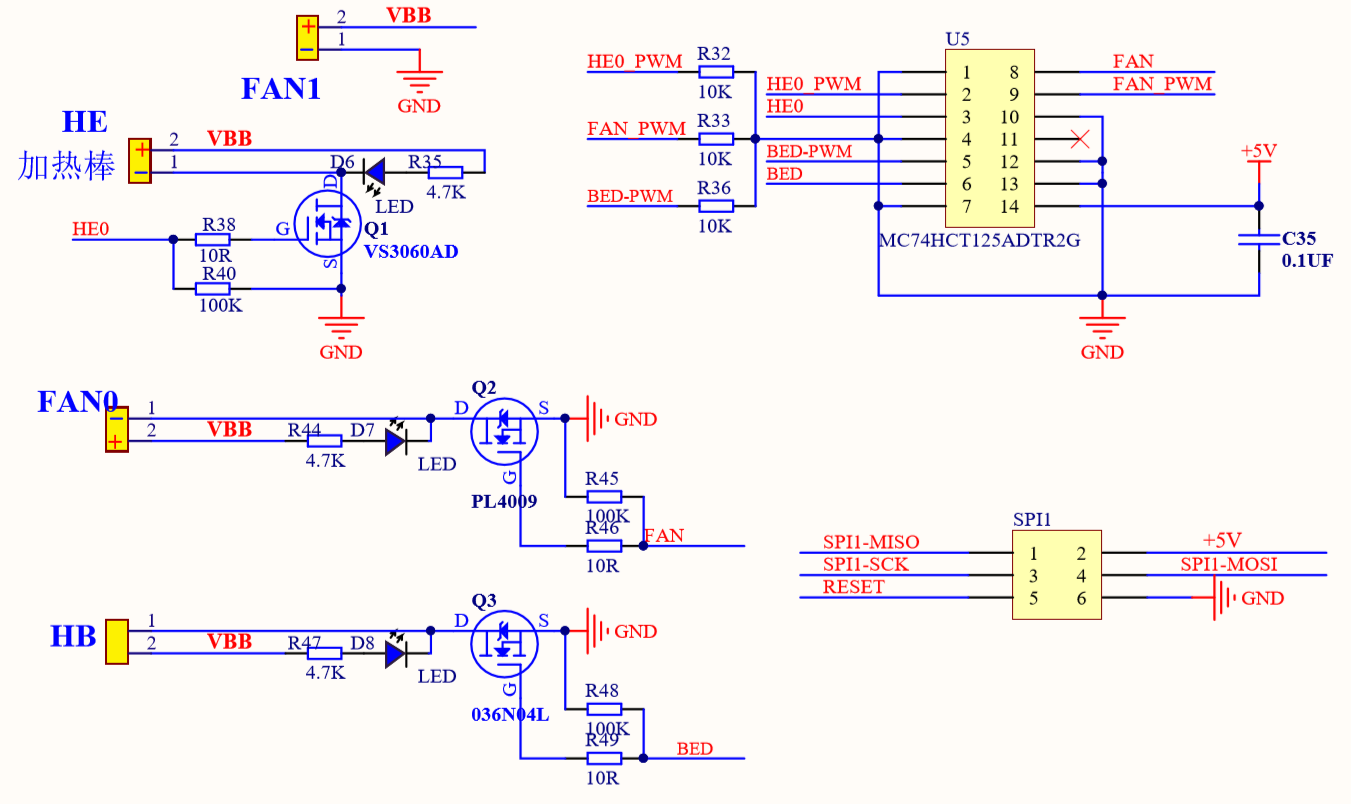 2
VBB
1
FAN1
GND
HE
加热棒
2
VBB
1
D6
R35
4.7K
LED
D
G
S
Q1
VS3060AD
HE0
R38
10R
R40
100K
GND
HE0_PWM
R32
10K
FAN_PWM
R33
10K
BED-PWM
R36
10K
U5
HE0_PWM
HE0
BED-PWM
BED
1 8
2 9
3 10
4 11
5 12
6 13
7 14
FAN
FAN_PWM
MC74HCT125ADTR2G
+5V
C35
0.1UF
GND
FAN0
1
2
VBB
R44
4.7K
D7
LED
Q2
D
S
G
PL4009
GND
R45
100K
R46
10R
FAN
HB
1
2
VBB
R47
4.7K
D8
LED
Q3
D
S
G
036N04L
GND
R48
100K
R49
10R
BED
SPI1
SPI1-MISO
SPI1-SCK
RESET
1 2
3 4
5 6
+5V
SPI1-MOSI
GND